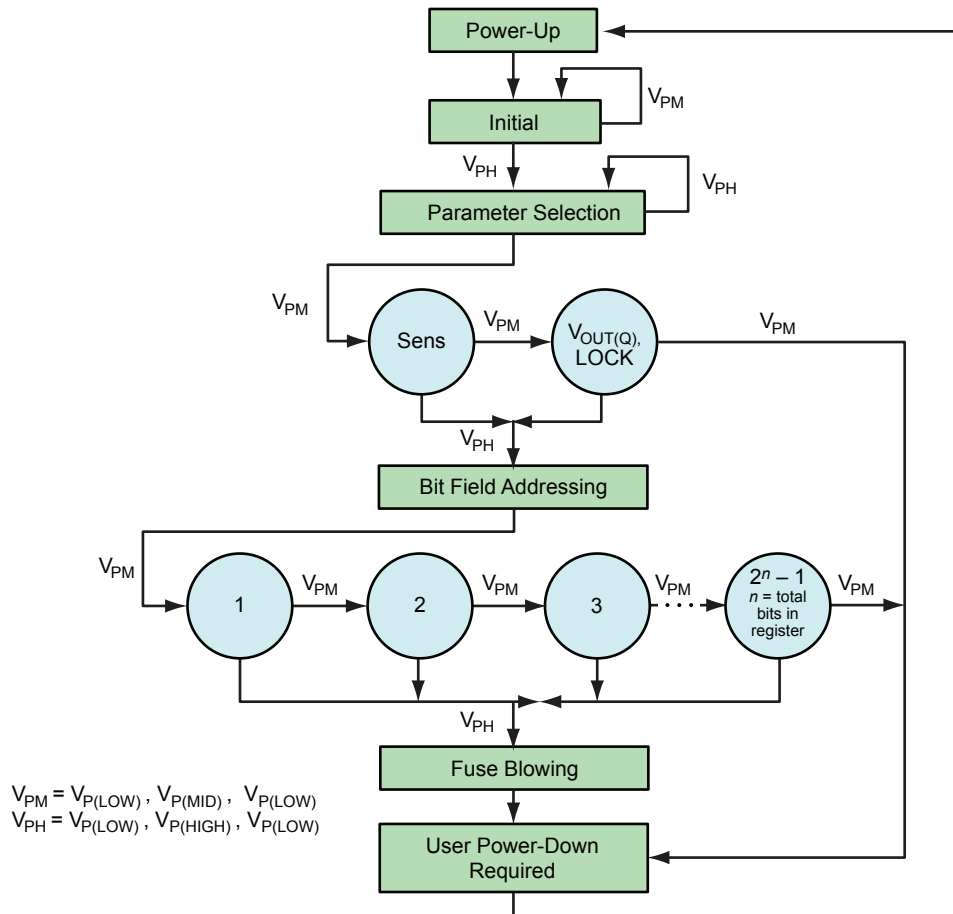 Power-Up
V_PM
Initial
V_PH
V_PH
Parameter Selection
V_PM
Sens
V_PM
V_OUT(Q),
LOCK
V_PM
V_PH
Bit Field Addressing
V_PM
1
V_PM
2
V_PM
3
V_PM
2^n – 1
n = total
bits in
register
V_PM
V_PH
Fuse Blowing
V_PM = V_P(LOW) , V_P(MID) , V_P(LOW)
V_PH = V_P(LOW) , V_P(HIGH) , V_P(LOW)
User Power-Down
Required